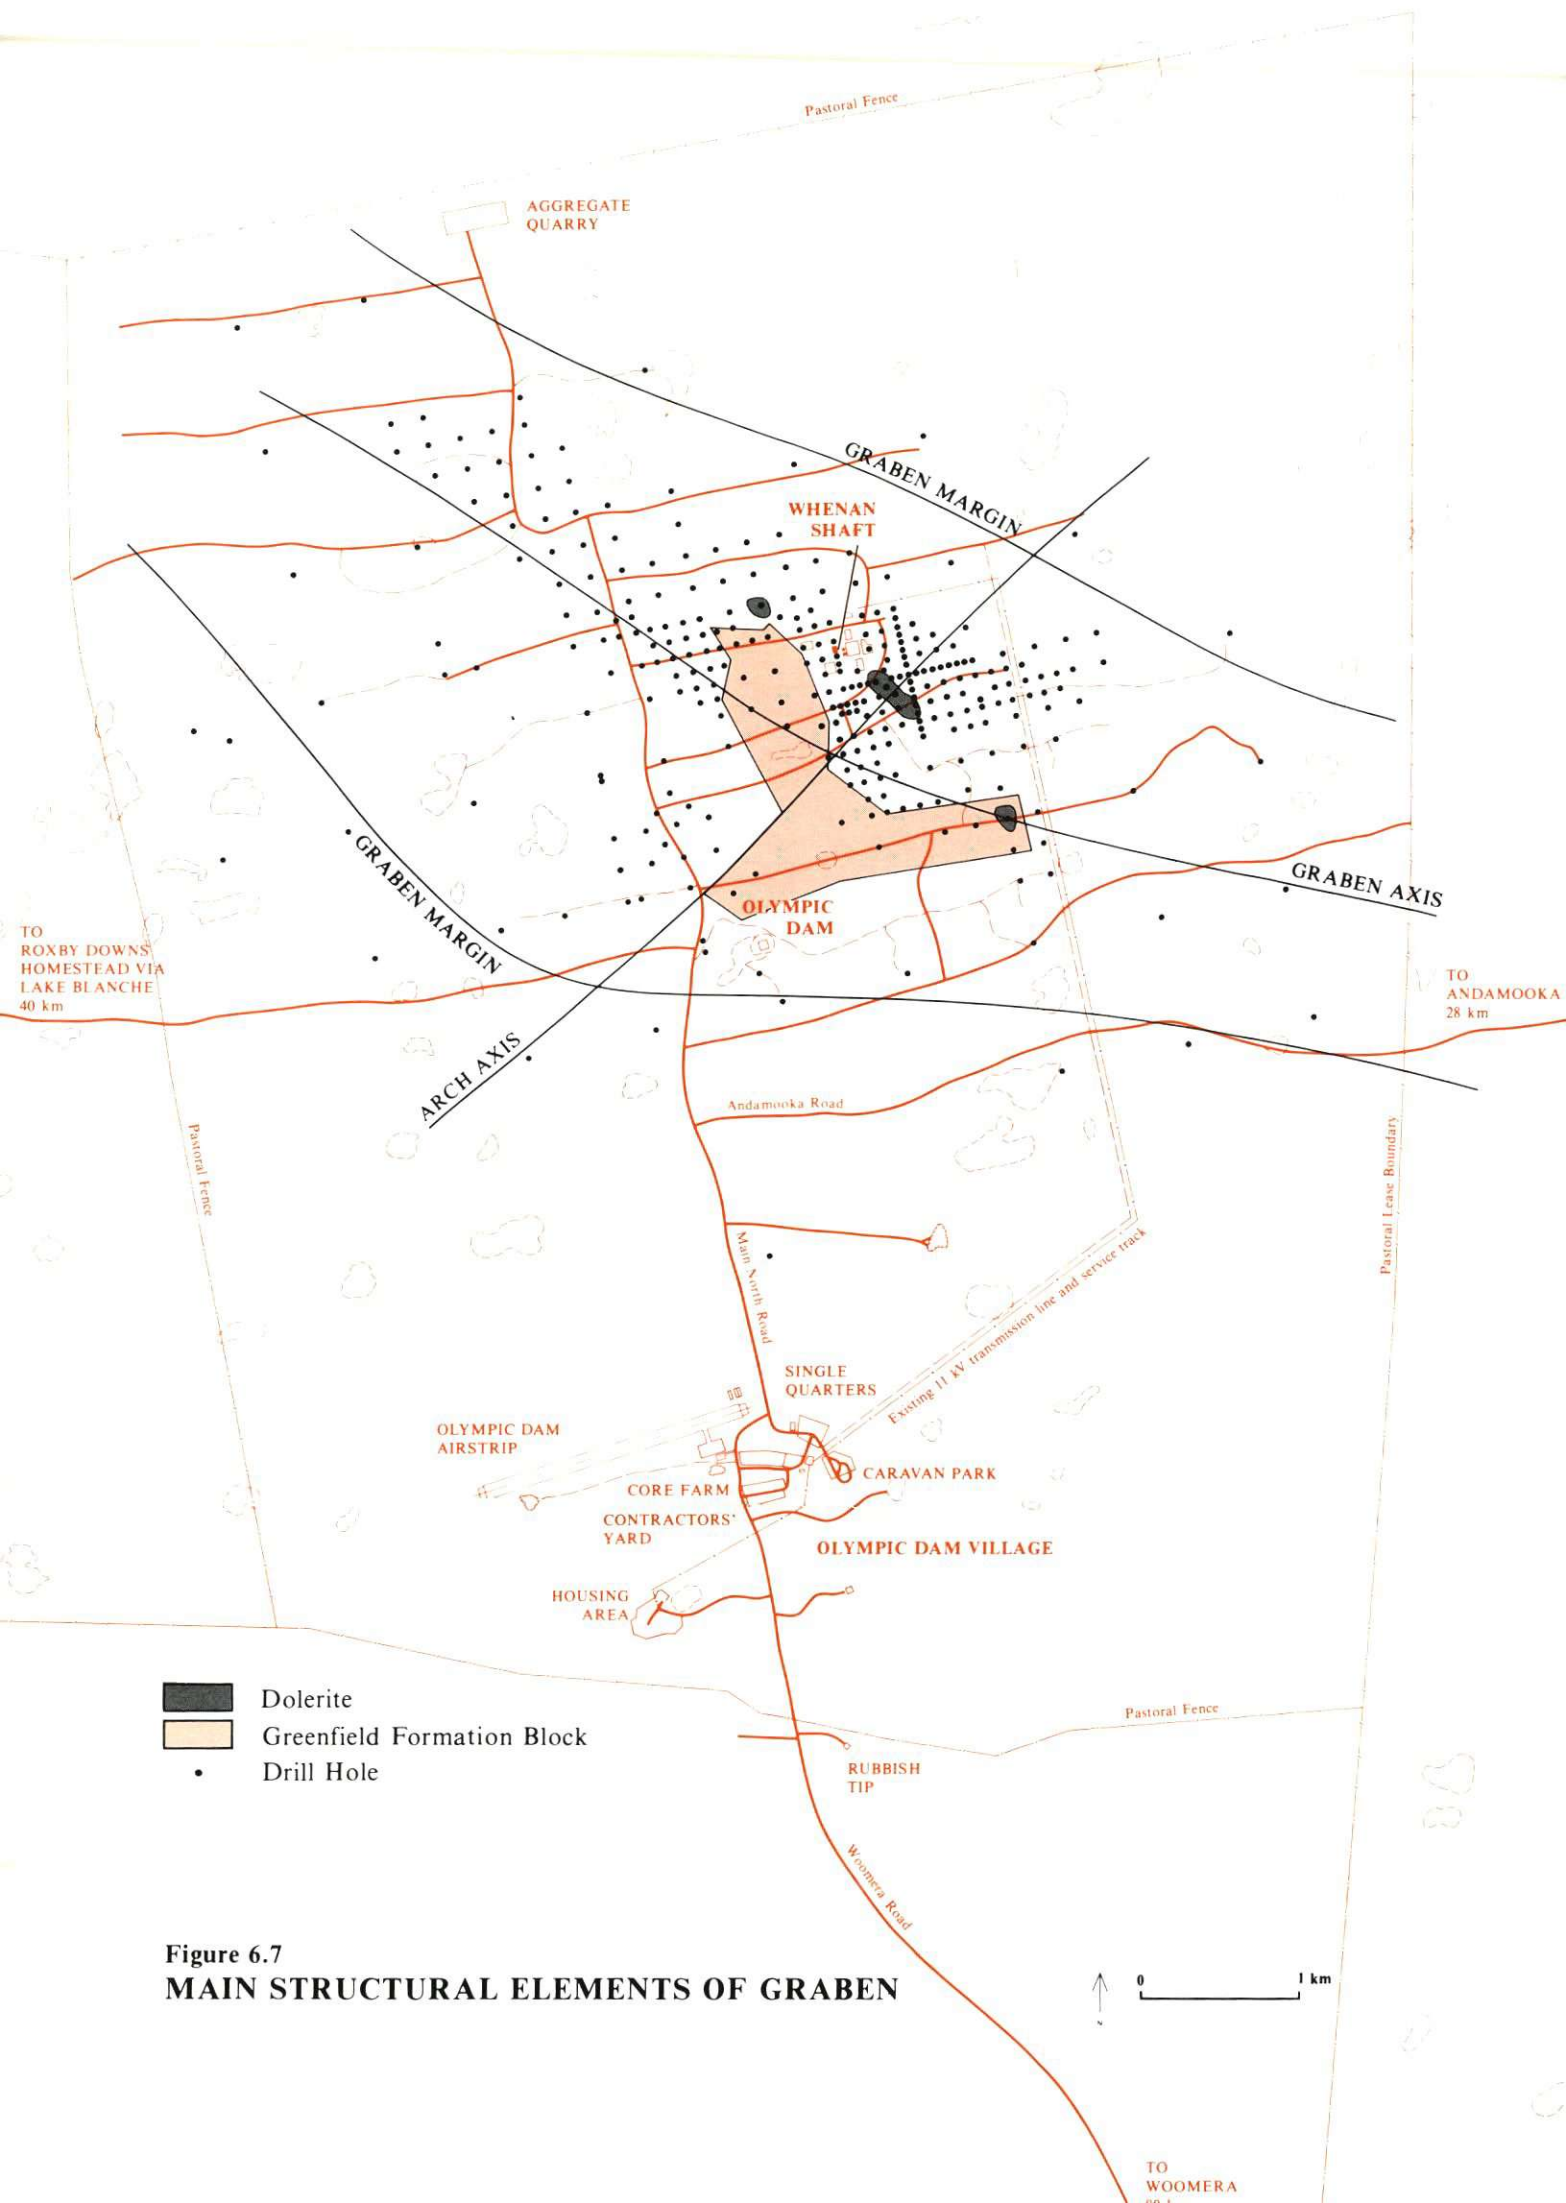 Pastoral Fence
AGGREGATE
QUARRY
GRABEN MARGIN
WHENAN
SHAFT
GRABEN MARGIN
GRABEN AXIS
OLYMPIC
DAM
TO
ROXBY DOWNS
HOMESTEAD VIA
LAKE BLANCHE
40 km
TO
ANDAMOOKA
28 km
ARCH AXIS
Andamooka Road
Pastoral Fence
Pastoral Lease Boundary
Main North Road
Existing 11 kV transmission line and service track
SINGLE
QUARTERS
OLYMPIC DAM
AIRSTRIP
CARAVAN PARK
CORE FARM
CONTRACTORS'
YARD
OLYMPIC DAM VILLAGE
HOUSING
AREA
Dolerite
Greenfield Formation Block
Drill Hole
Pastoral Fence
RUBBISH
TIP
Woomera Road
Figure 6.7
MAIN STRUCTURAL ELEMENTS OF GRABEN
0 1 km
TO
WOOMERA